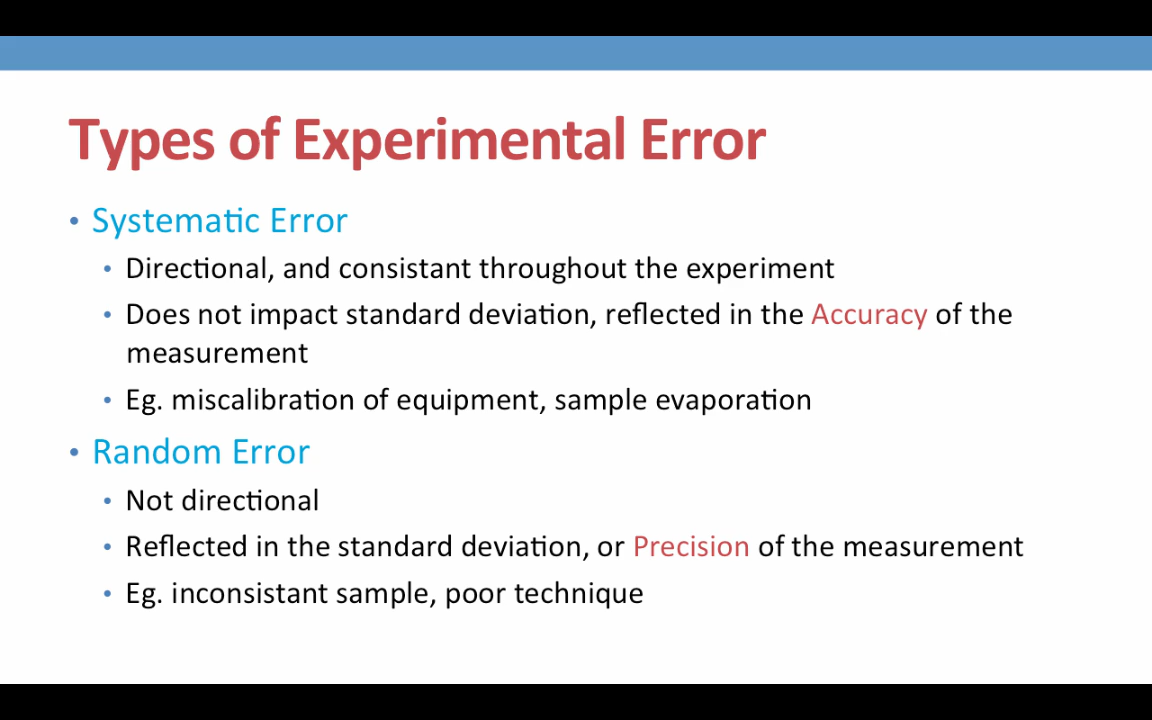 Types of Experimental Error
• Systematic Error
• Directional, and consistant throughout the experiment
• Does not impact standard deviation, reflected in the Accuracy of the
measurement
• Eg. miscalibration of equipment, sample evaporation
• Random Error
• Not directional
• Reflected in the standard deviation, or Precision of the measurement
• Eg. inconsistant sample, poor technique